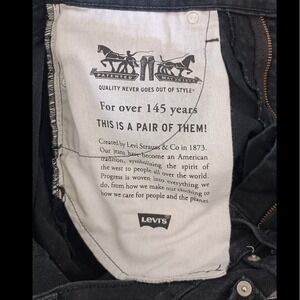 PATENTED
QUALITY NEVER GOES OUT OF STYLE®
For over 145 years
THIS IS A PAIR OF THEM!
Created by Levi Strauss & Co in 1873.
Our jeans have become an American
tradition, symbolizing the spirit of
the west to people all over the world.
Progress is woven into everything we
do, from how we make our clothing to
how we care for people and the planet.
LEVI'S